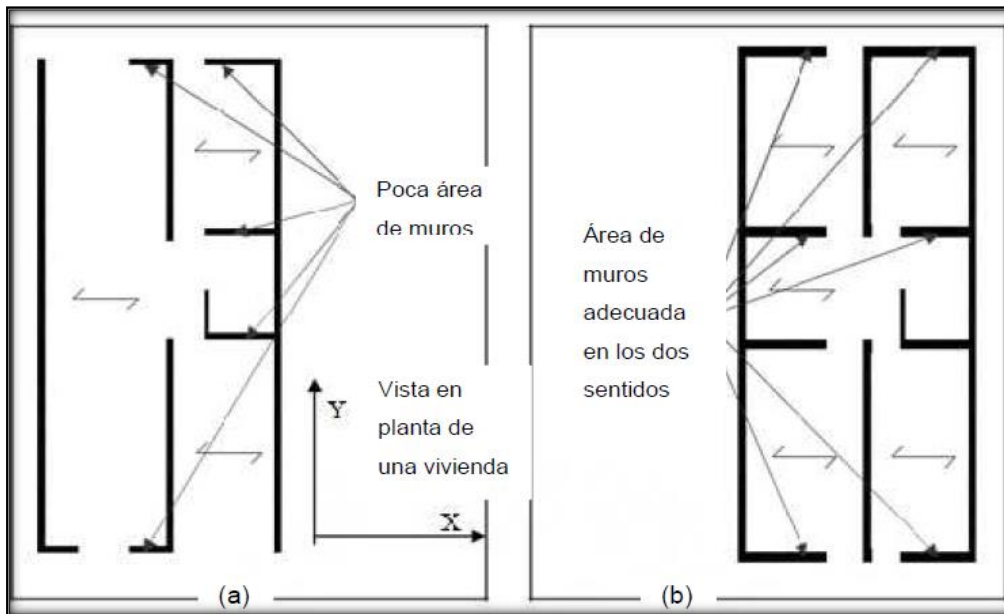 Poca área
de muros
Vista en
planta de
una vivienda
Y
X
(a)
Área de
muros
adecuada
en los dos
sentidos
(b)